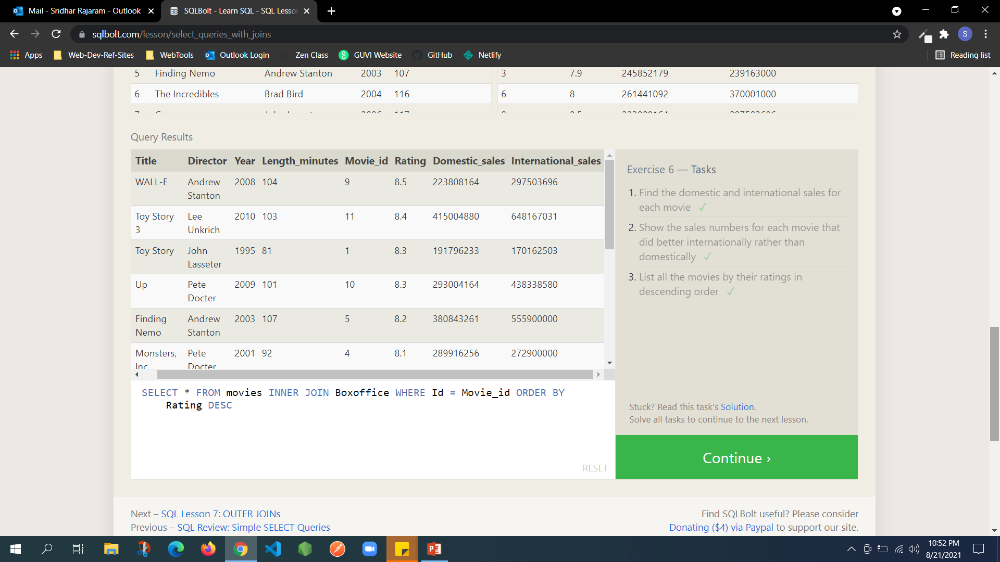 Mail - Sridhar Rajaram - Outlook
SQLBolt - Learn SQL - SQL Lesson
sqlbolt.com/lesson/select_queries_with_joins
S
Apps
Web-Dev-Ref-Sites
WebTools
Outlook Login
Zen Class
GUVI Website
GitHub
Netlify
Reading list
5 Finding Nemo Andrew Stanton 2003 107
3 7.9 245852179 239163000
6 The Incredibles Brad Bird 2004 116
6 8 261441092 370001000
Query Results
Title Director Year Length_minutes Movie_id Rating Domestic_sales International_sales
WALL-E Andrew 2008 104 9 8.5 223808164 297503696
Stanton
Toy Story Lee 2010 103 11 8.4 415004880 648167031
3 Unkrich
Toy Story John 1995 81 1 8.3 191796233 170162503
Lasseter
Up Pete 2009 101 10 8.3 293004164 438338580
Docter
Finding Andrew 2003 107 5 8.2 380843261 555900000
Nemo Stanton
Monsters, Pete 2001 92 4 8.1 289916256 272900000
Inc Docter
SELECT * FROM movies INNER JOIN Boxoffice WHERE Id = Movie_id ORDER BY
Rating DESC
RESET
Exercise 6 — Tasks
1. Find the domestic and international sales for
each movie ✓
2. Show the sales numbers for each movie that
did better internationally rather than
domestically ✓
3. List all the movies by their ratings in
descending order ✓
Stuck? Read this task's Solution.
Solve all tasks to continue to the next lesson.
Continue ›
Next – SQL Lesson 7: OUTER JOINs
Previous – SQL Review: Simple SELECT Queries
Find SQLBolt useful? Please consider
Donating ($4) via Paypal to support our site.
10:52 PM
8/21/2021